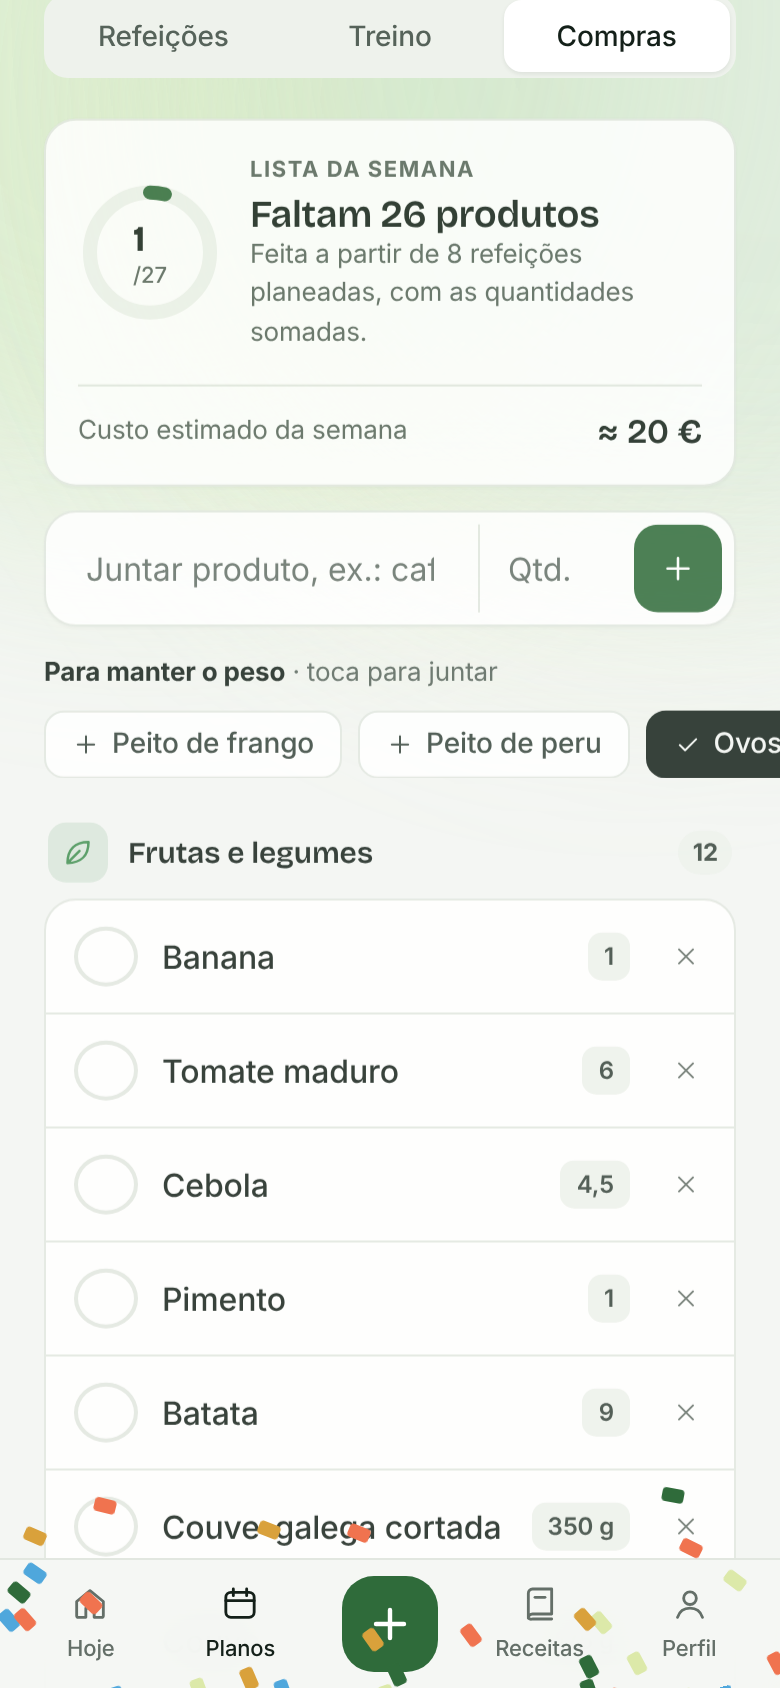 Refeições Treino Compras
LISTA DA SEMANA
Faltam 26 produtos
1
/27
Feita a partir de 8 refeições
planeadas, com as quantidades
somadas.
Custo estimado da semana ≈ 20 €
Juntar produto, ex.: caf Qtd. +
Para manter o peso · toca para juntar
+ Peito de frango + Peito de peru ✓ Ovos
Frutas e legumes 12
Banana 1 ×
Tomate maduro 6 ×
Cebola 4,5 ×
Pimento 1 ×
Batata 9 ×
Couve galega cortada 350 g ×
Hoje Planos + Receitas Perfil